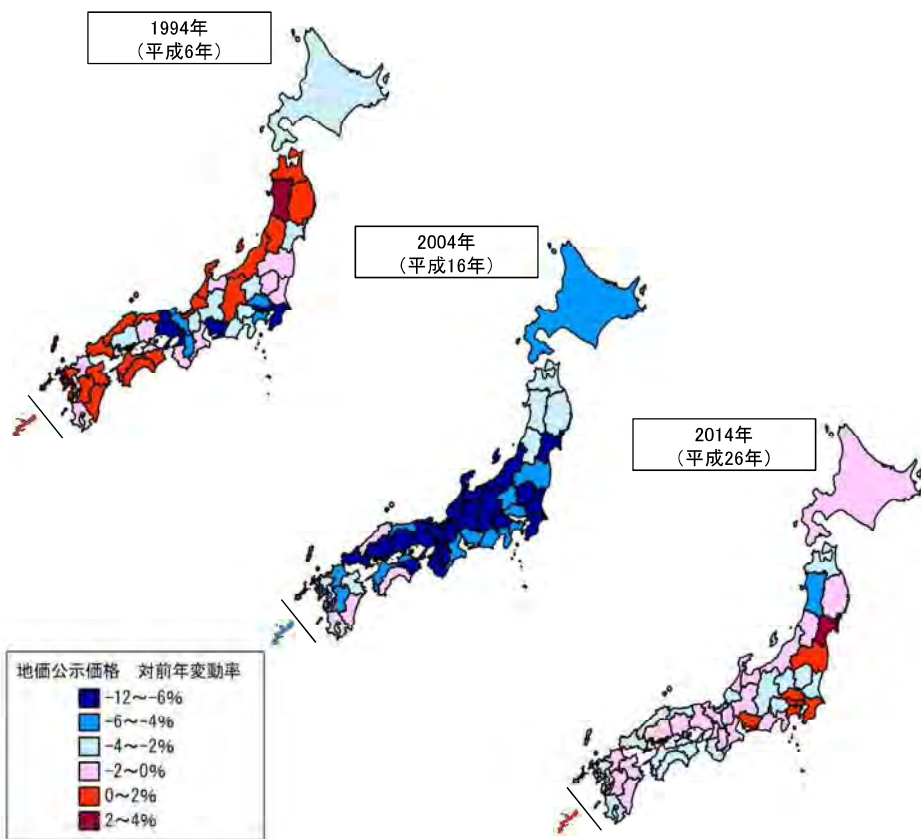 1994年
（平成6年）
2004年
（平成16年）
2014年
（平成26年）
地価公示価格　対前年変動率
-12～-6%
-6～-4%
-4～-2%
-2～0%
0～2%
2～4%